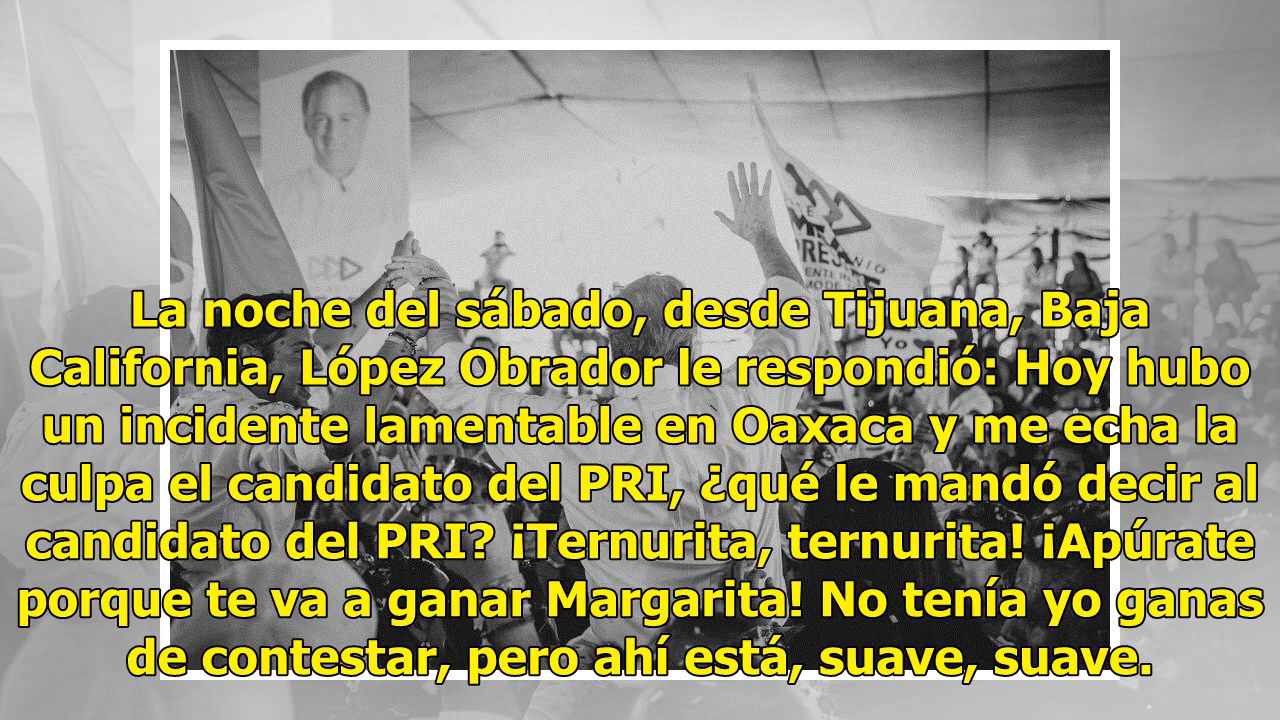 La noche del sábado, desde Tijuana, Baja
California, López Obrador le respondió: Hoy hubo
un incidente lamentable en Oaxaca y me echa la
culpa el candidato del PRI, ¿qué le mandó decir al
candidato del PRI? ¡Ternurita, ternurita! ¡Apúrate
porque te va a ganar Margarita! No tenía yo ganas
de contestar, pero ahí está, suave, suave.
Yo